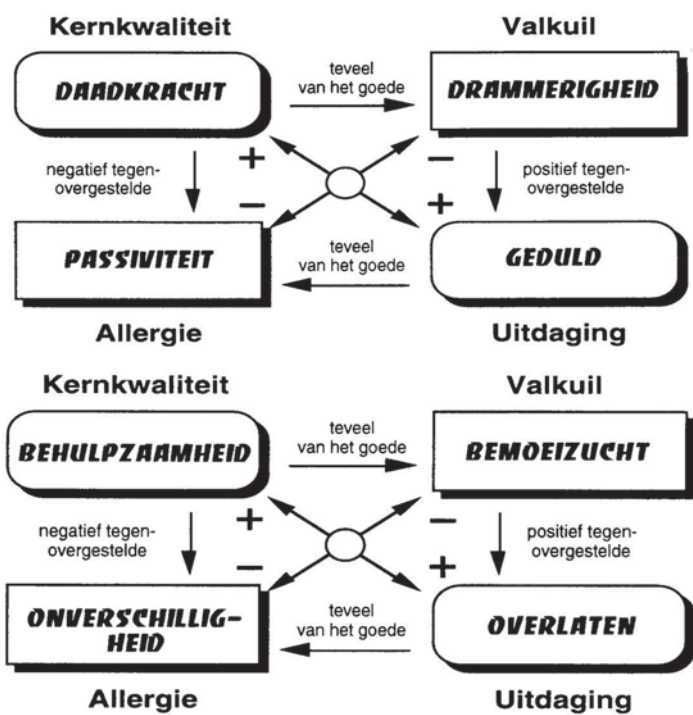 Kernkwaliteit
Valkuil
DAADKRACHT
teveel
van het goede
DRAMMERIGHEID
negatief tegen-
overgestelde
+
−
positief tegen-
overgestelde
−
+
PASSIVITEIT
teveel
van het goede
GEDULD
Allergie
Uitdaging
Kernkwaliteit
Valkuil
BEHULPZAAMHEID
teveel
van het goede
BEMOEIZUCHT
negatief tegen-
overgestelde
+
−
positief tegen-
overgestelde
−
+
ONVERSCHILLIG-
HEID
teveel
van het goede
OVERLATEN
Allergie
Uitdaging